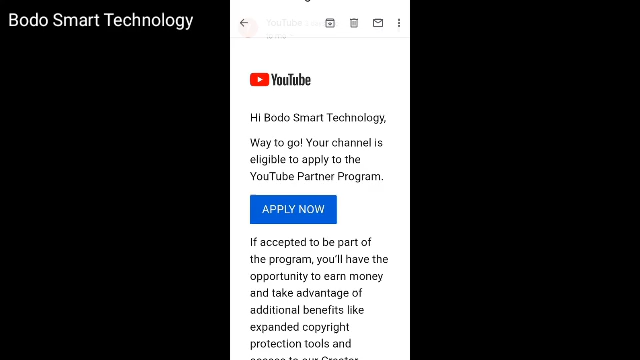 Bodo Smart Technology
YouTube
YouTube
Hi Bodo Smart Technology,
Way to go! Your channel is
eligible to apply to the
YouTube Partner Program.
APPLY NOW
If accepted to be part of
the program, you'll have the
opportunity to earn money
and take advantage of
additional benefits like
expanded copyright
protection tools and